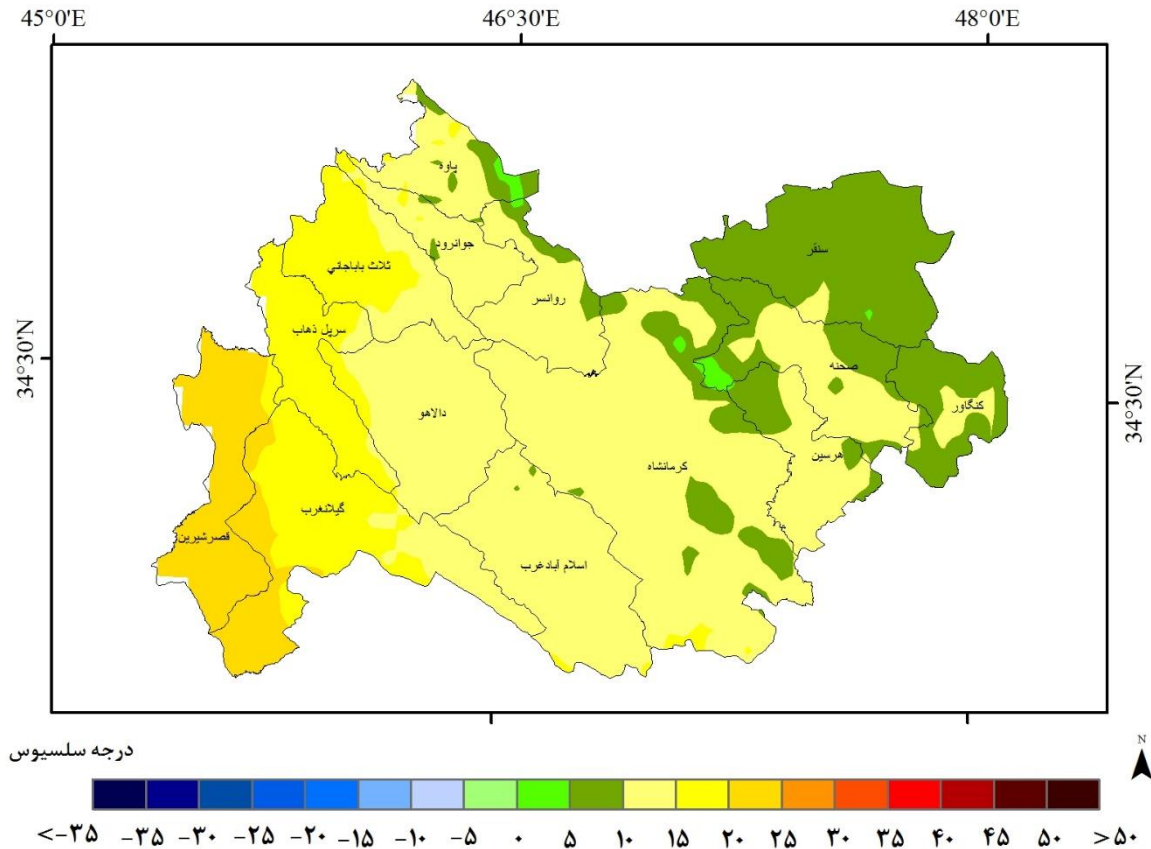 45°0'E 46°30'E 48°0'E
34°30'N
34°30'N
پاوه
جوانرود
ثلاث باباجاني
روانسر
سنقر
سرپل ذهاب
صحنه
دالاهو
کنگاور
کرمانشاه
هرسین
گیلانغرب
قصرشیرین
اسلام آبادغرب
درجه سلسیوس
N
<-۳۵ -۳۵ -۳۰ -۲۵ -۲۰ -۱۵ -۱۰ -۵ ۰ ۵ ۱۰ ۱۵ ۲۰ ۲۵ ۳۰ ۳۵ ۴۰ ۴۵ ۵۰ >۵۰